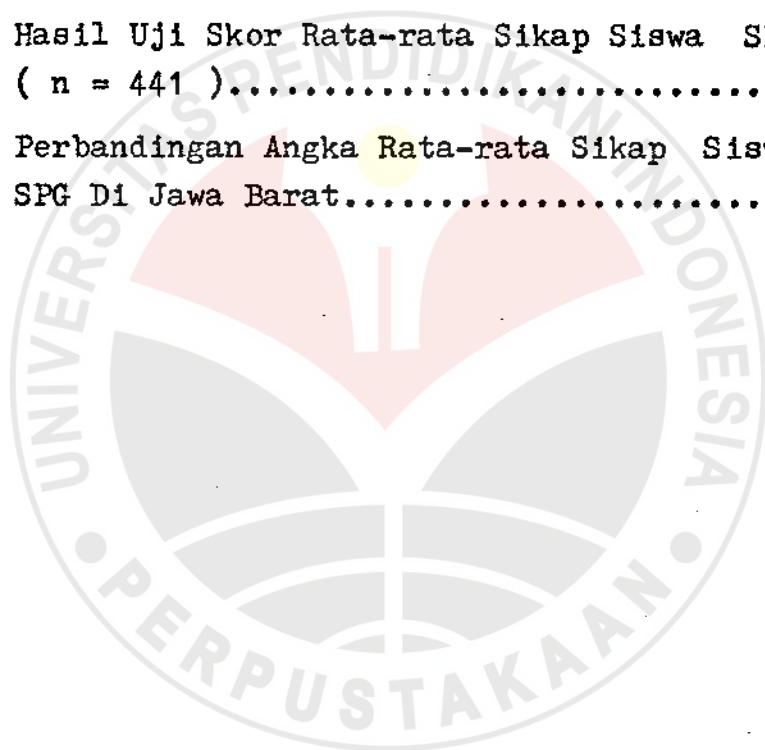 Hasil Uji Skor Rata-rata Sikap Siswa S
( n = 441 )..............................
Perbandingan Angka Rata-rata Sikap Sis
SPG Di Jawa Barat........................
UNIVERSITAS PENDIDIKAN INDONESIA
PERPUSTAKAAN